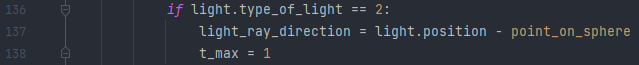 136 if light.type_of_light == 2:
137 light_ray_direction = light.position - point_on_sphere
138 t_max = 1